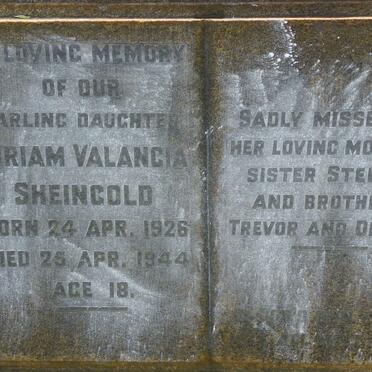 LOVING MEMORY
OF OUR
ARLING DAUGHTER
RIAM VALANCIA
SHEINGOLD
ORN 24 APR. 1926
IED 25 APR. 1944
AGE 18.
SADLY MISSE
HER LOVING MO
SISTER STE
AND BROTH
TREVOR AND D